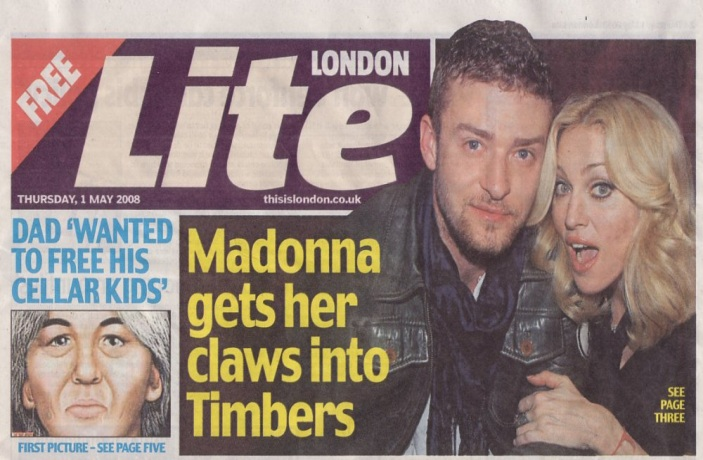 FREE
LONDON
Lite
THURSDAY, 1 MAY 2008
thisislondon.co.uk
DAD ‘WANTED
TO FREE HIS
CELLAR KIDS’
FIRST PICTURE – SEE PAGE FIVE
Madonna
gets her
claws into
Timbers
SEE
PAGE
THREE